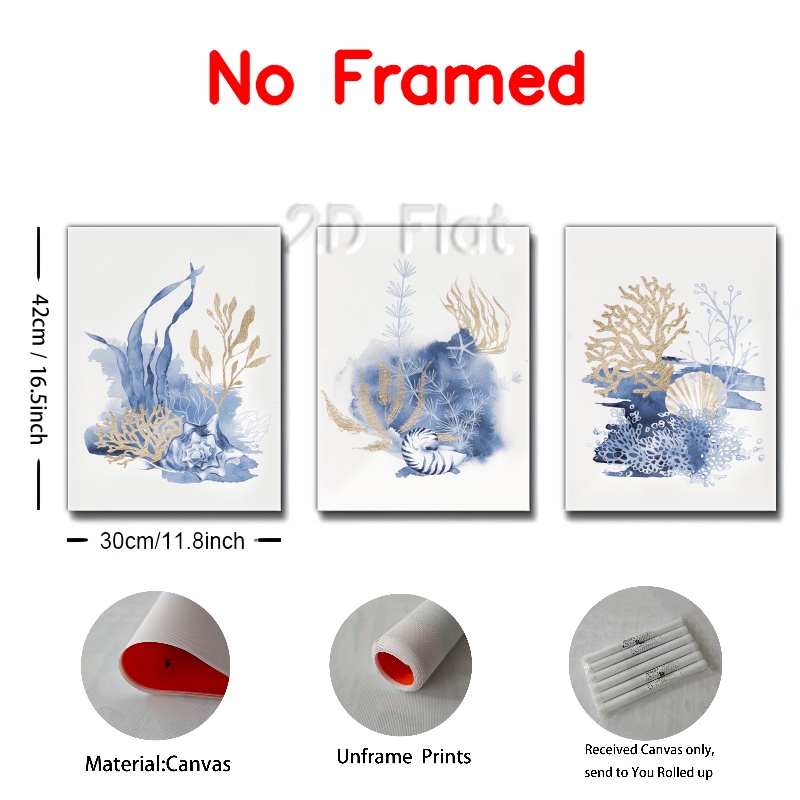 No Framed
2D Flat
42cm / 16.5inch
30cm/11.8inch
Material:Canvas
Unframe Prints
Received Canvas only,
send to You Rolled up